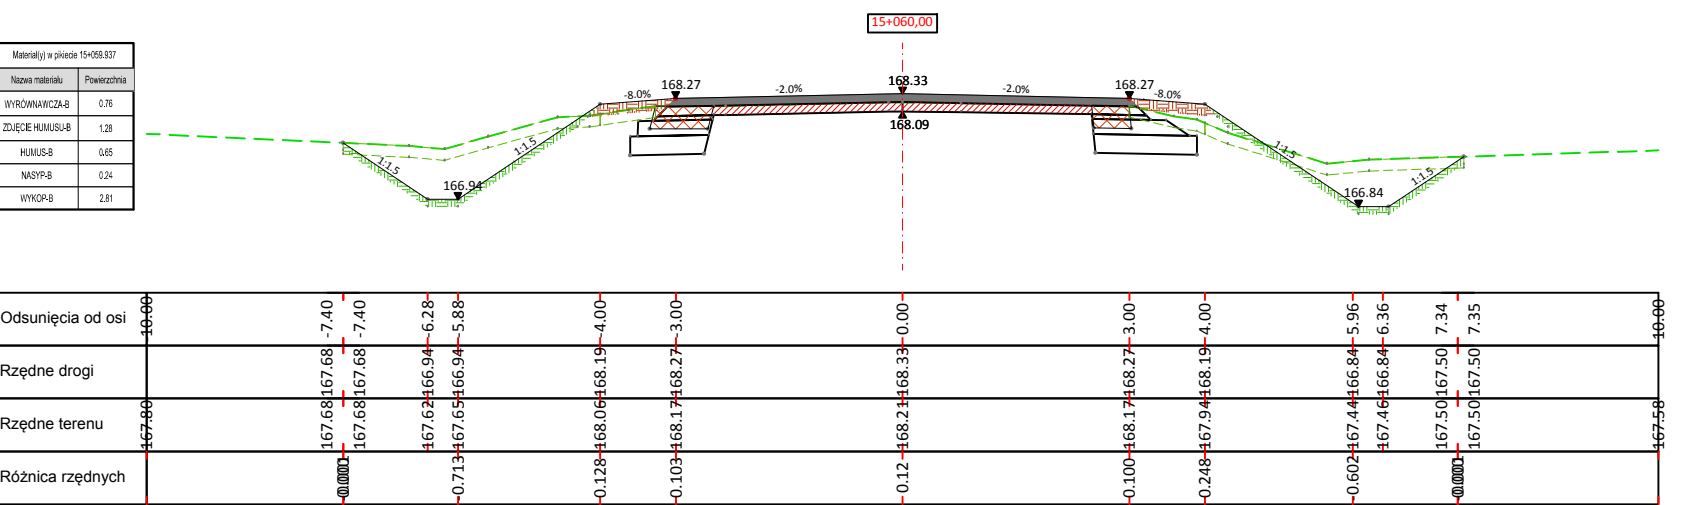 15+060,00
Materiał(y) w pikiecie 15+059.937
Nazwa materiału Powierzchnia
WYRÓWNAWCZA-B 0.76
ZDJĘCIE HUMUSU-B 1.28
HUMUS-B 0.65
NASYP-B 0.24
WYKOP-B 2.81
168.27 168.33 168.27
-8.0% -2.0% -2.0% -8.0%
168.09
1:1.5 1:1.5 1:1.5 1:1.5
166.94 166.84
Odsunięcia od osi -10.00 -7.40 -7.40 -6.28 -5.88 -4.00 -3.00 0.00 3.00 4.00 5.96 6.36 7.34 7.35 10.00
Rzędne drogi 167.68 167.68 166.94 166.94 168.19 168.27 168.33 168.27 168.19 166.84 166.84 167.50 167.50
Rzędne terenu 167.80 167.68 167.68 167.62 167.65 168.06 168.17 168.21 168.17 167.94 167.44 167.46 167.50 167.50 167.58
Różnica rzędnych -0.713 0.128 0.103 0.12 0.100 0.248 -0.602